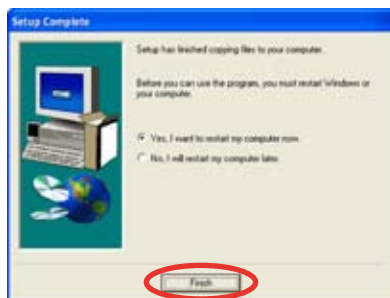 Setup Complete
Setup has finished copying files to your computer.
Before you can use the program, you must restart Windows or
your computer.
Yes, I want to restart my computer now.
No, I will restart my computer later.
Finish